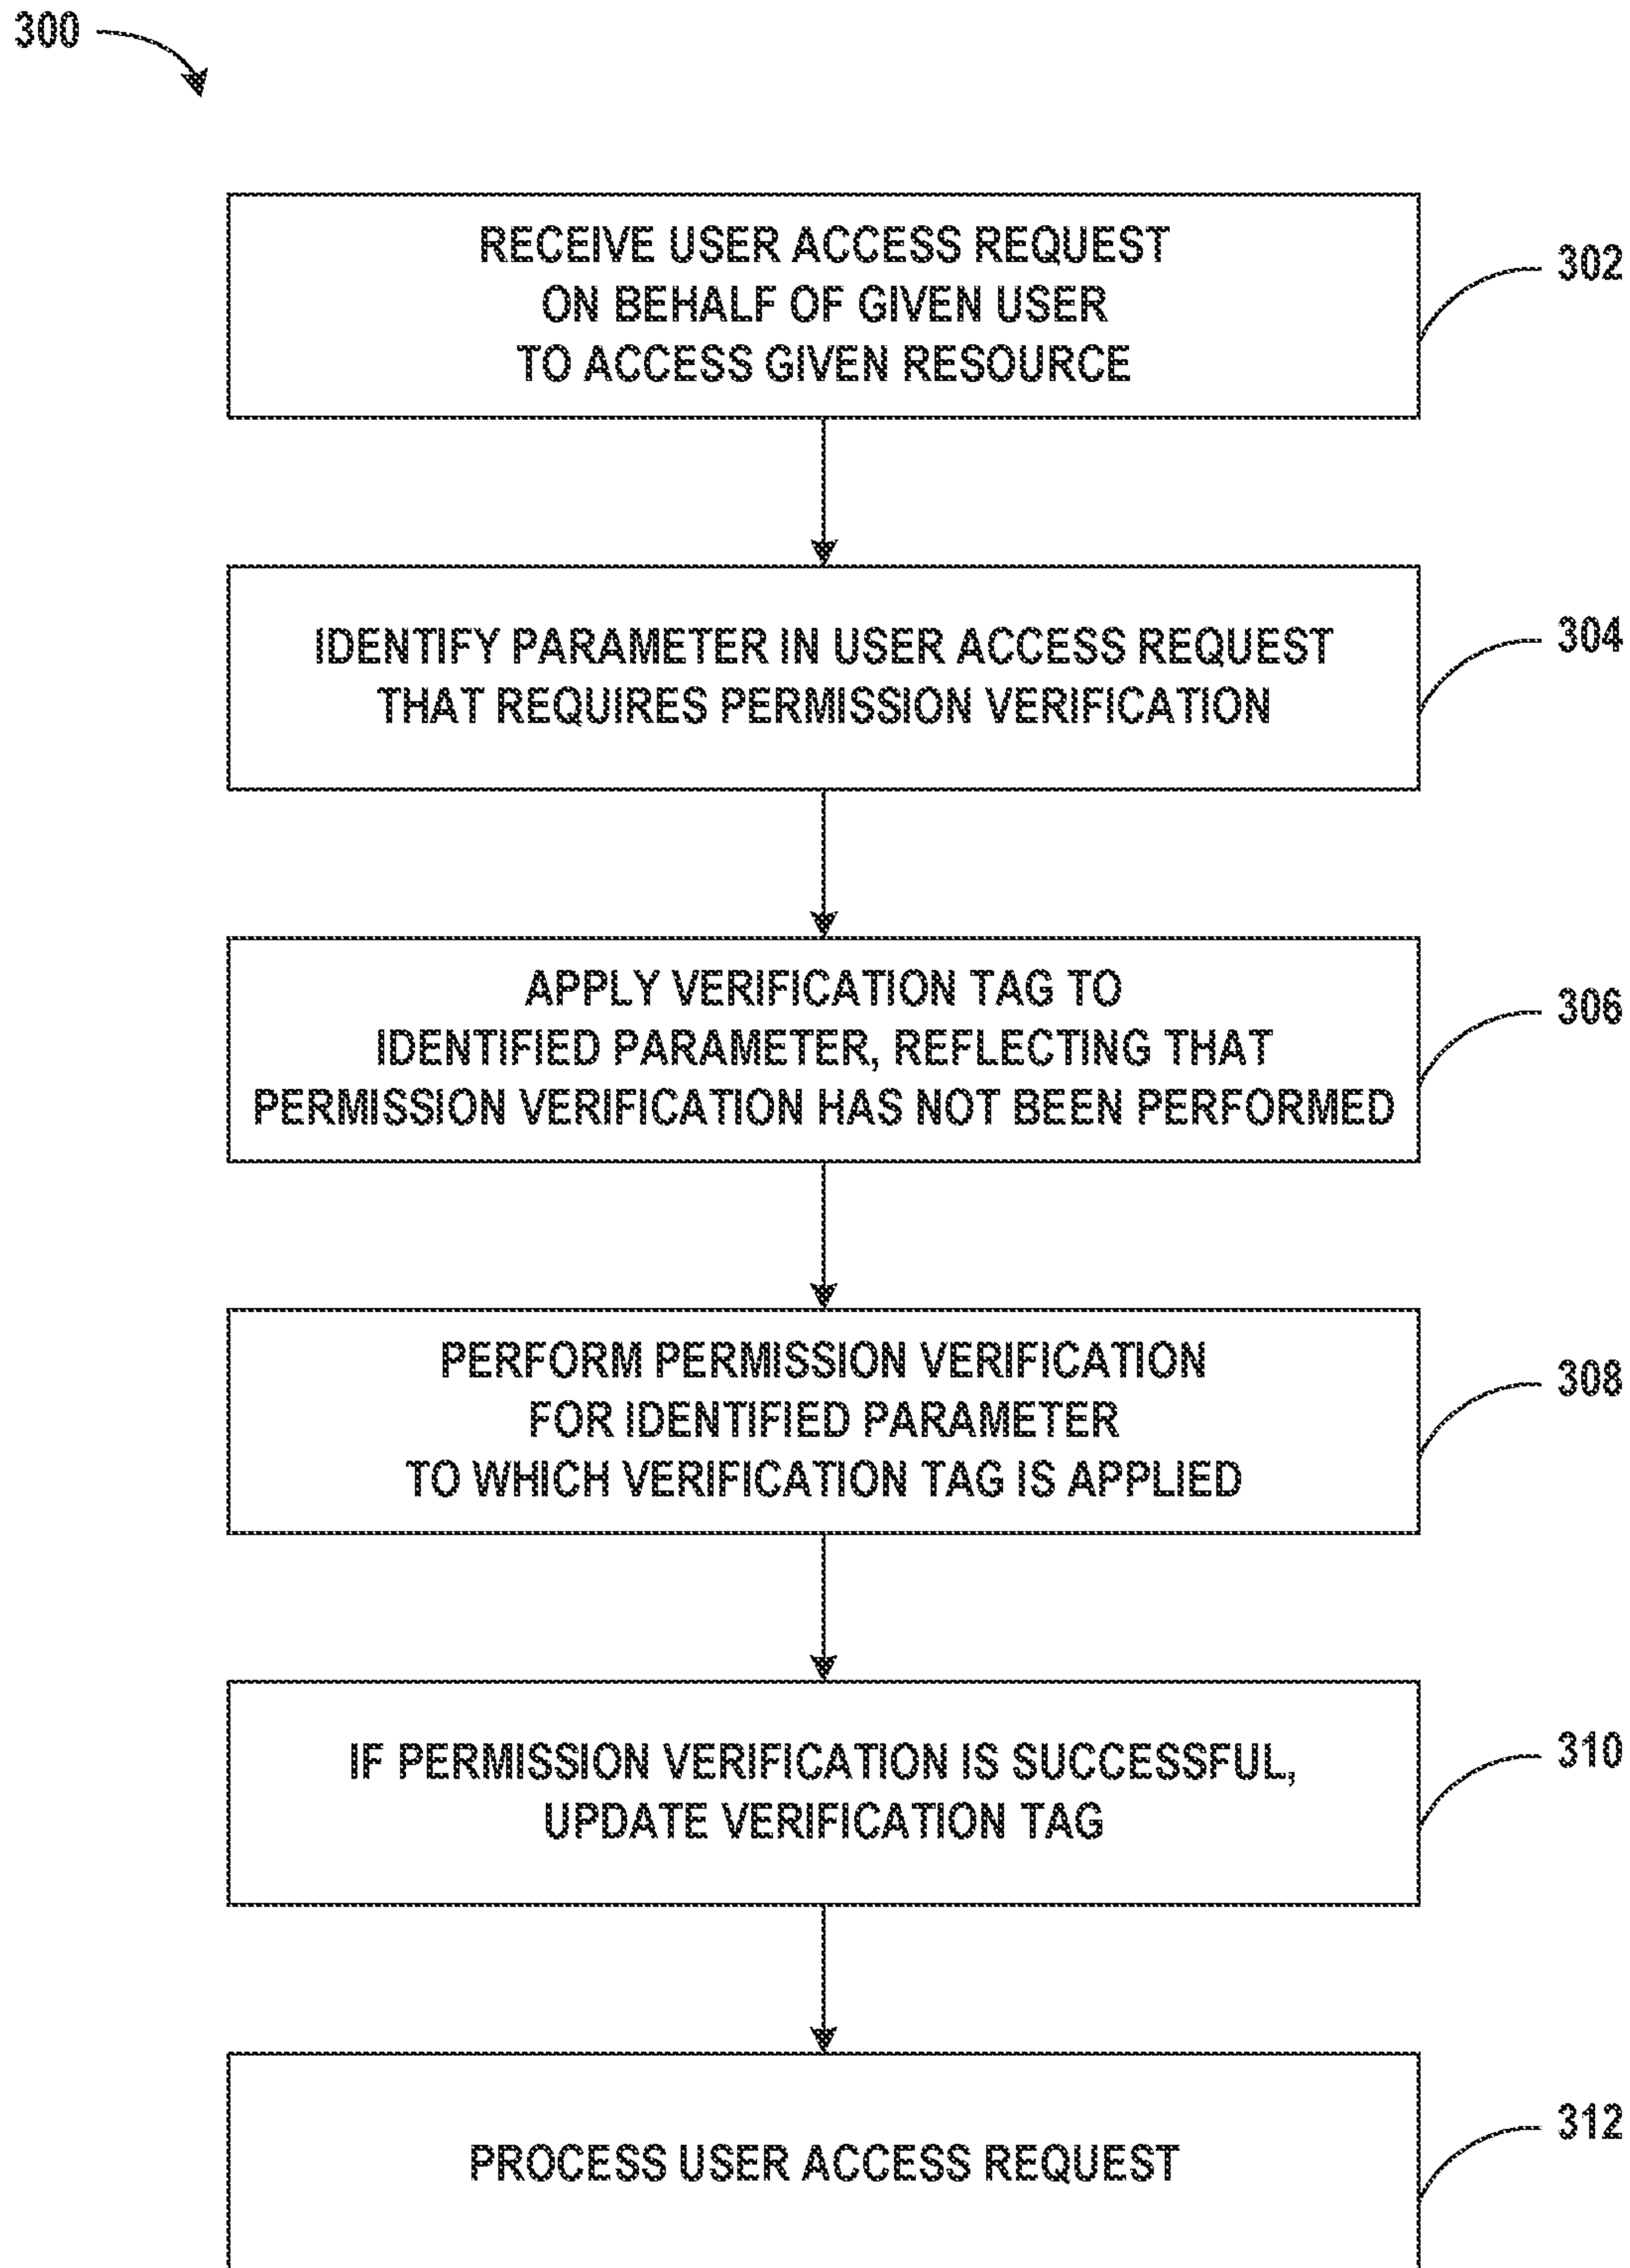 300
RECEIVE USER ACCESS REQUEST
ON BEHALF OF GIVEN USER
TO ACCESS GIVEN RESOURCE
302
IDENTIFY PARAMETER IN USER ACCESS REQUEST
THAT REQUIRES PERMISSION VERIFICATION
304
APPLY VERIFICATION TAG TO
IDENTIFIED PARAMETER, REFLECTING THAT
PERMISSION VERIFICATION HAS NOT BEEN PERFORMED
306
PERFORM PERMISSION VERIFICATION
FOR IDENTIFIED PARAMETER
TO WHICH VERIFICATION TAG IS APPLIED
308
IF PERMISSION VERIFICATION IS SUCCESSFUL,
UPDATE VERIFICATION TAG
310
PROCESS USER ACCESS REQUEST
312